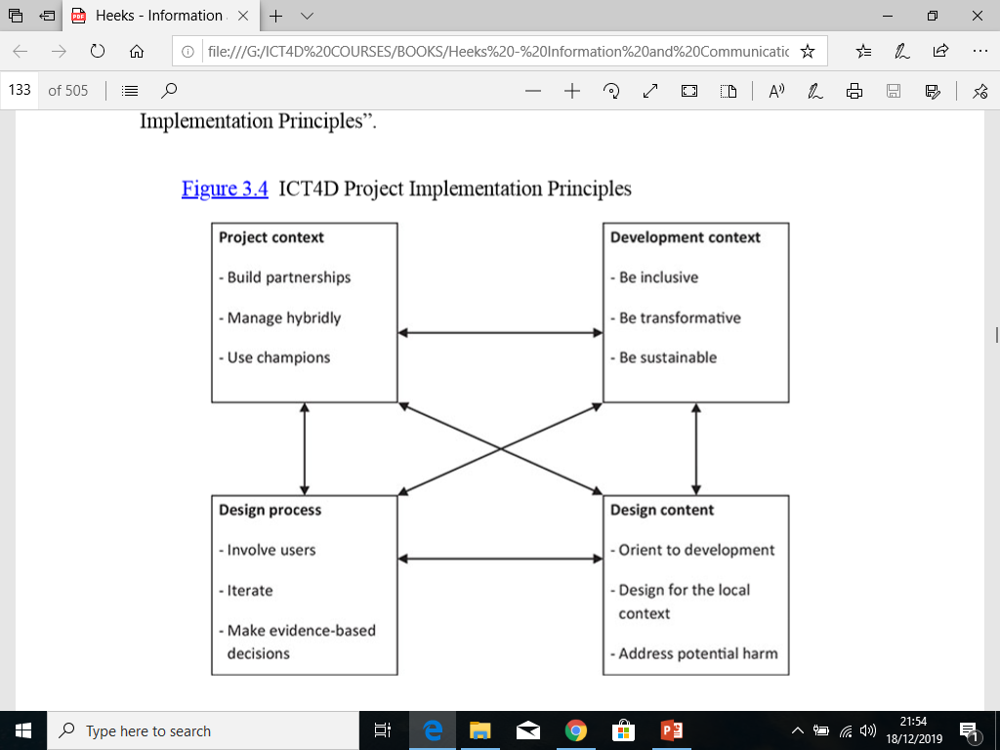 Heeks - Information
file:///G:/ICT4D%20COURSES/BOOKS/Heeks%20-%20Information%20and%20Communicatic
133 of 505
Implementation Principles”.
Figure 3.4 ICT4D Project Implementation Principles
Project context
- Build partnerships
- Manage hybridly
- Use champions
Development context
- Be inclusive
- Be transformative
- Be sustainable
Design process
- Involve users
- Iterate
- Make evidence-based
decisions
Design content
- Orient to development
- Design for the local
context
- Address potential harm
Type here to search
21:54
18/12/2019
1